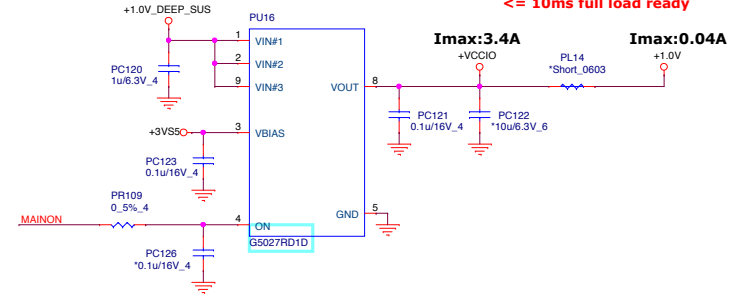 <= 10ms full load ready
+1.0V_DEEP_SUS
PU16
Imax:3.4A
Imax:0.04A
+VCCIO
PL14
*Short_0603
+1.0V
1
VIN#1
2
VIN#2
9
VIN#3
PC120
1u/6.3V_4
VOUT
8
PC121
0.1u/16V_4
PC122
*10u/6.3V_6
+3VS5
3
VBIAS
PC123
0.1u/16V_4
PR109
0_5%_4
MAINON
4
ON
GND
5
G5027RD1D
PC126
*0.1u/16V_4